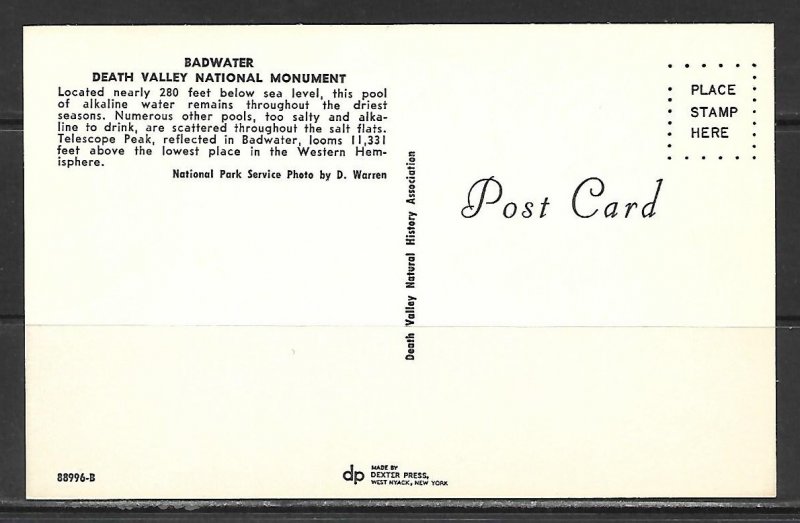 BADWATER
DEATH VALLEY NATIONAL MONUMENT
Located nearly 280 feet below sea level, this pool
of alkaline water remains throughout the driest
seasons. Numerous other pools, too salty and alka-
line to drink, are scattered throughout the salt flats.
Telescope Peak, reflected in Badwater, looms 11,331
feet above the lowest place in the Western Hem-
isphere.
National Park Service Photo by D. Warren
Death Valley Natural History Association
PLACE
STAMP
HERE
Post Card
88996-B
dp
MADE BY
DEXTER PRESS,
WEST NYACK, NEW YORK